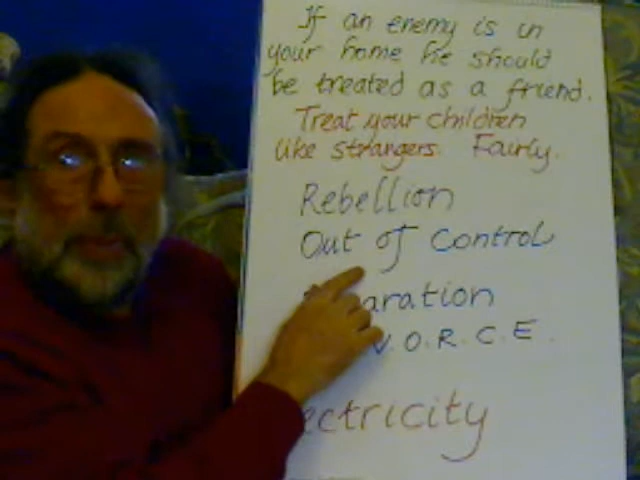 If an enemy is in
your home he should
be treated as a friend.
Treat your children
like strangers. Fairly.
Rebellion
Out of Control
aration
V.O.R.C.E.
ectricity